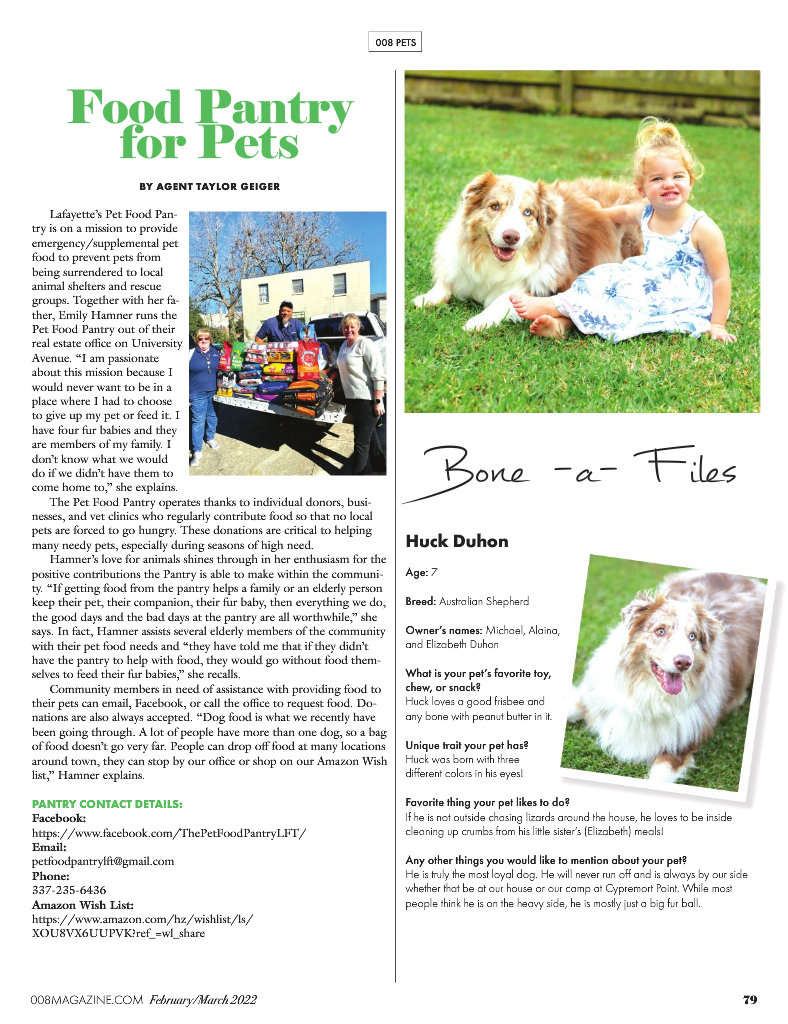 008 PETS
Food Pantry
for Pets
BY AGENT TAYLOR GEIGER
Lafayette's Pet Food Pan-
try is on a mission to provide
emergency/supplemental pet
food to prevent pets from
being surrendered to local
animal shelters and rescue
groups. Together with her fa-
ther, Emily Hamner runs the
Pet Food Pantry out of their
real estate office on University
Avenue. “I am passionate
about this mission because I
would never want to be in a
place where I had to choose
to give up my pet or feed it. I
have four fur babies and they
are members of my family. I
don't know what we would
do if we didn't have them to
come home to,” she explains.
The Pet Food Pantry operates thanks to individual donors, busi-
nesses, and vet clinics who regularly contribute food so that no local
pets are forced to go hungry. These donations are critical to helping
many needy pets, especially during seasons of high need.
Hamner's love for animals shines through in her enthusiasm for the
positive contributions the Pantry is able to make within the communi-
ty. “If getting food from the pantry helps a family or an elderly person
keep their pet, their companion, their fur baby, then everything we do,
the good days and the bad days at the pantry are all worthwhile,” she
says. In fact, Hamner assists several elderly members of the community
with their pet food needs and “they have told me that if they didn't
have the pantry to help with food, they would go without food them-
selves to feed their fur babies,” she recalls.
Community members in need of assistance with providing food to
their pets can email, Facebook, or call the office to request food. Do-
nations are also always accepted. “Dog food is what we recently have
been going through. A lot of people have more than one dog, so a bag
of food doesn't go very far. People can drop off food at many locations
around town, they can stop by our office or shop on our Amazon Wish
list,” Hamner explains.
PANTRY CONTACT DETAILS:
Facebook:
https://www.facebook.com/ThePetFoodPantryLFT/
Email:
petfoodpantrylft@gmail.com
Phone:
337-235-6436
Amazon Wish List:
https://www.amazon.com/hz/wishlist/ls/
XOU8VX6UUPVK?ref_=wl_share
Bone -a- Files
Huck Duhon
Age: 7
Breed: Australian Shepherd
Owner's names: Michael, Alaina,
and Elizabeth Duhon
What is your pet's favorite toy,
chew, or snack?
Huck loves a good frisbee and
any bone with peanut butter in it.
Unique trait your pet has?
Huck was born with three
different colors in his eyes!
Favorite thing your pet likes to do?
If he is not outside chasing lizards around the house, he loves to be inside
cleaning up crumbs from his little sister's (Elizabeth) meals!
Any other things you would like to mention about your pet?
He is truly the most loyal dog. He will never run off and is always by our side
whether that be at our house or our camp at Cypremort Point. While most
people think he is on the heavy side, he is mostly just a big fur ball.
008MAGAZINE.COM February/March 2022
79